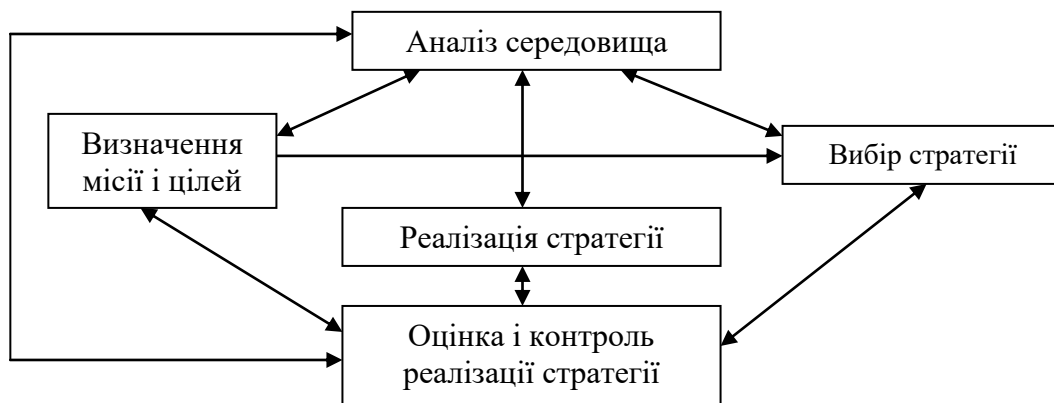 Аналіз середовища
Визначення
місії і цілей
Вибір стратегії
Реалізація стратегії
Оцінка і контроль
реалізації стратегії